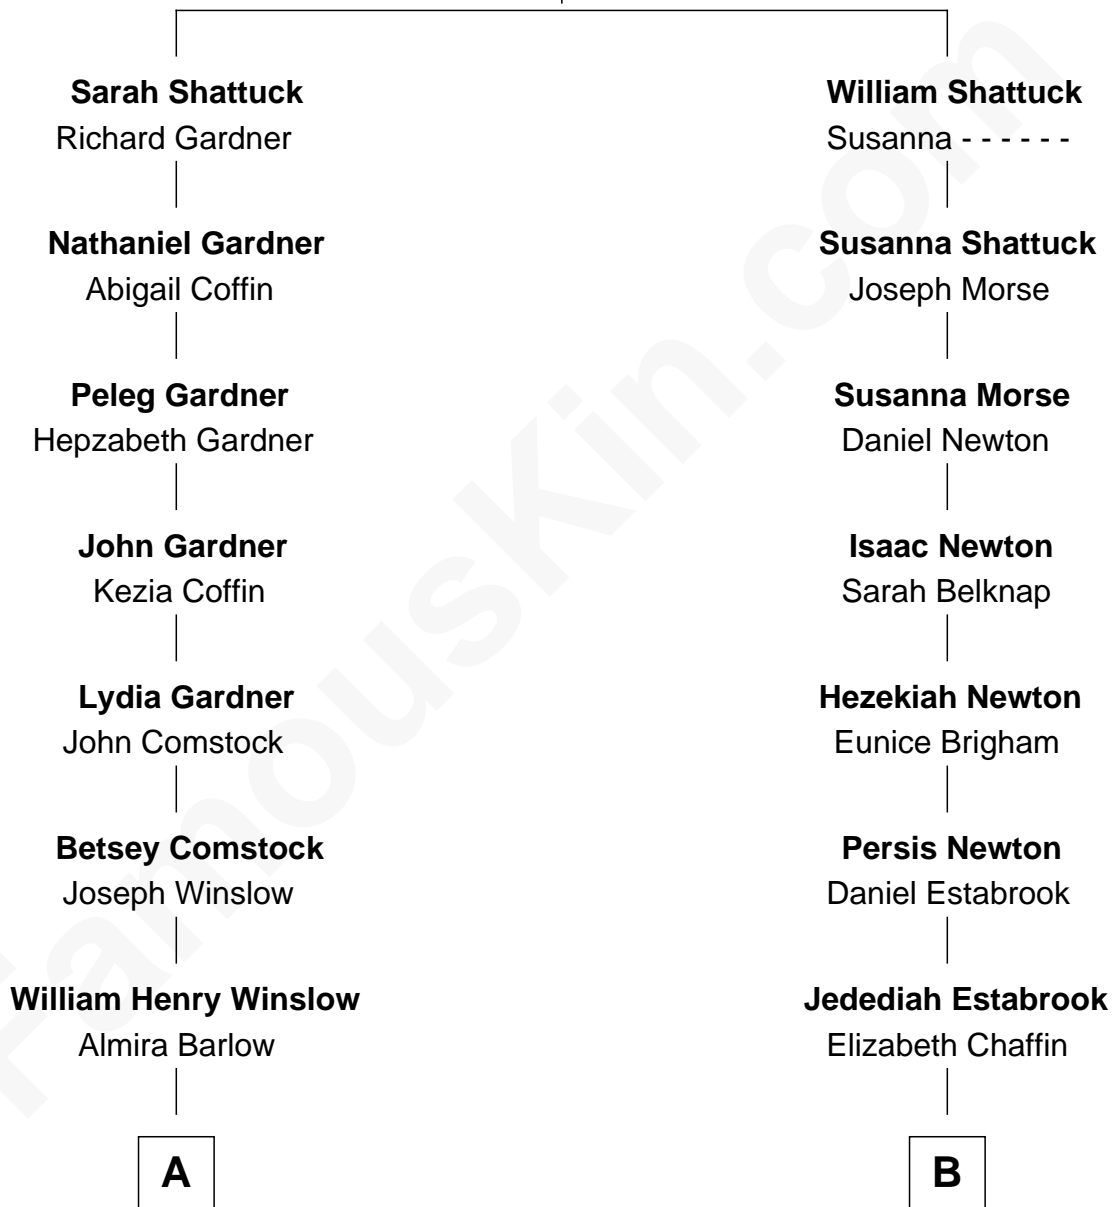 Sarah Shattuck
Richard Gardner
Nathaniel Gardner
Abigail Coffin
Peleg Gardner
Hepzabeth Gardner
John Gardner
Kezia Coffin
Lydia Gardner
John Comstock
Betsey Comstock
Joseph Winslow
William Henry Winslow
Almira Barlow
A
William Shattuck
Susanna - - - - - -
Susanna Shattuck
Joseph Morse
Susanna Morse
Daniel Newton
Isaac Newton
Sarah Belknap
Hezekiah Newton
Eunice Brigham
Persis Newton
Daniel Estabrook
Jedediah Estabrook
Elizabeth Chaffin
B
FamousKin.com